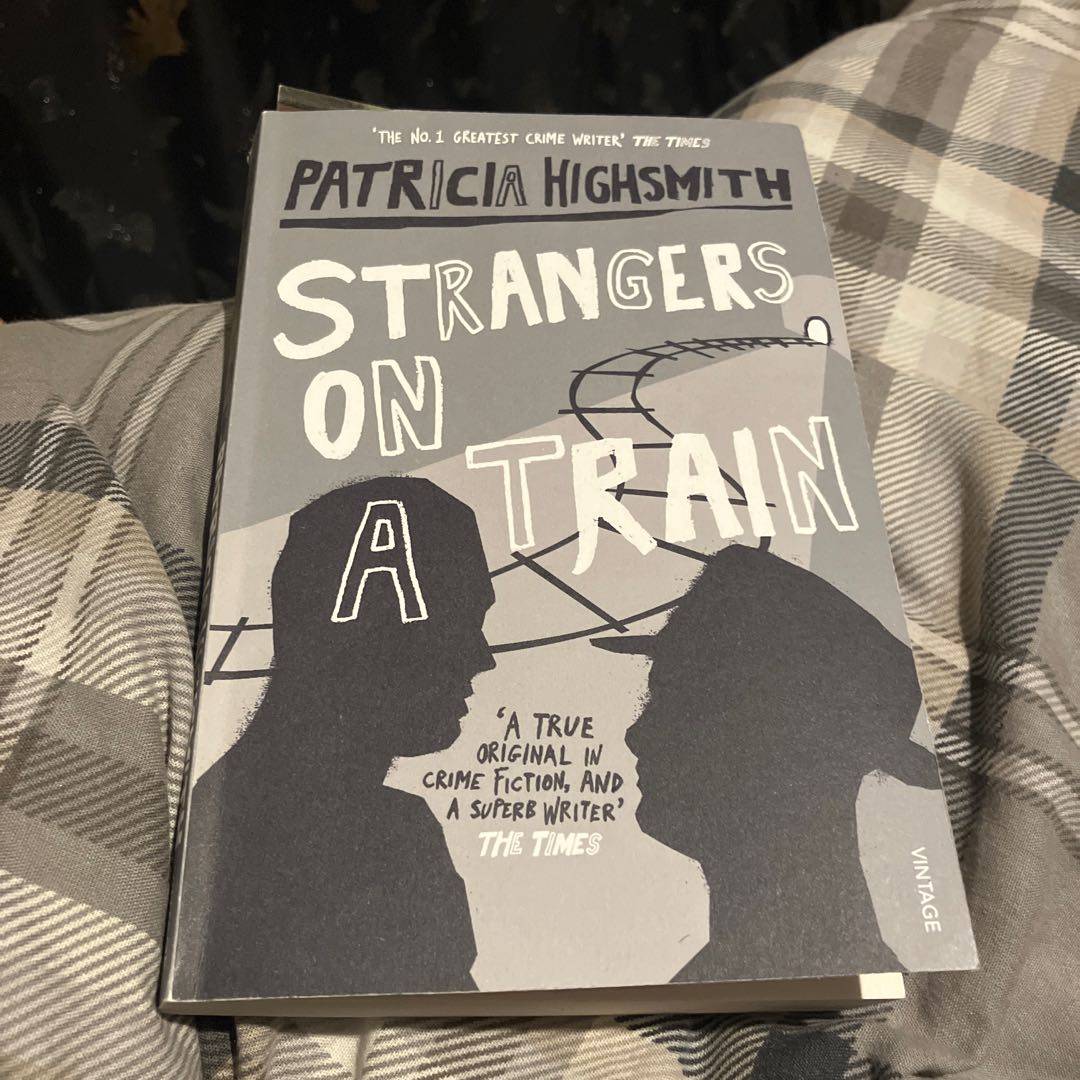 'THE NO. 1 GREATEST CRIME WRITER' THE TIMES
PATRICIA HIGHSMITH
STRANGERS
ON
A TRAIN
'A TRUE
ORIGINAL IN
CRIME FICTION, AND
A SUPERB WRITER'
THE TIMES
VINTAGE